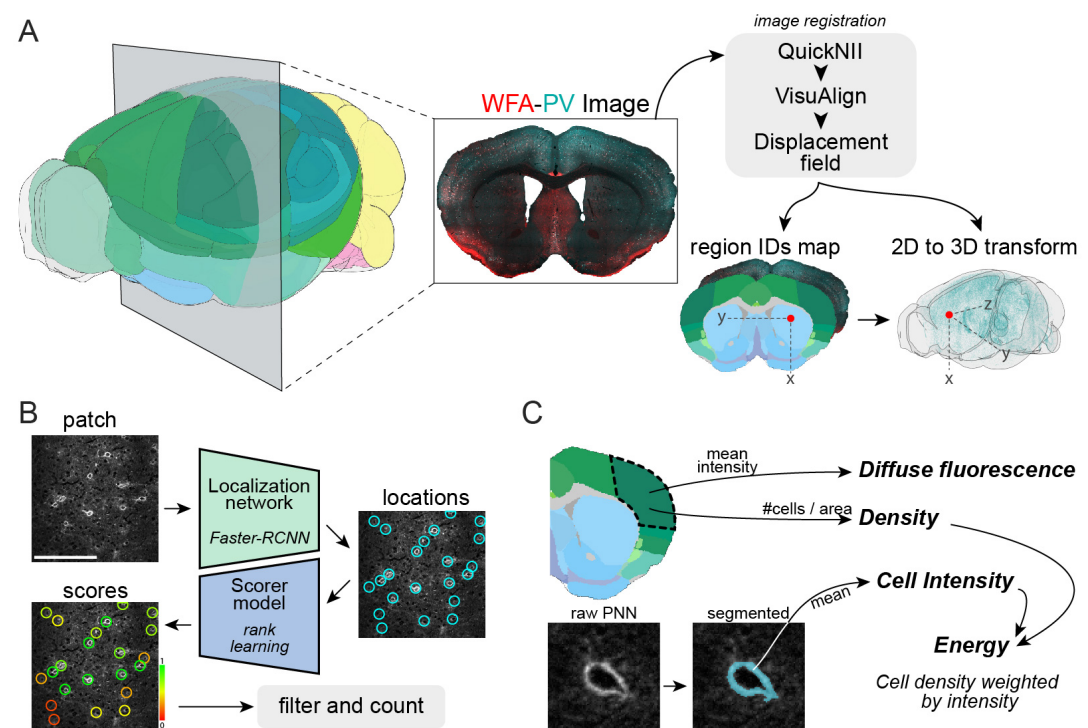 A
image registration
QuickNII
VisuAlign
Displacement
field
WFA-PV Image
region IDs map
2D to 3D transform
y
x
z
y
x
B
patch
Localization
network
Faster-RCNN
locations
Scorer
model
rank
learning
scores
1
0
filter and count
C
mean
intensity
Diffuse fluorescence
#cells / area
Density
Cell Intensity
mean
raw PNN
segmented
Energy
Cell density weighted
by intensity